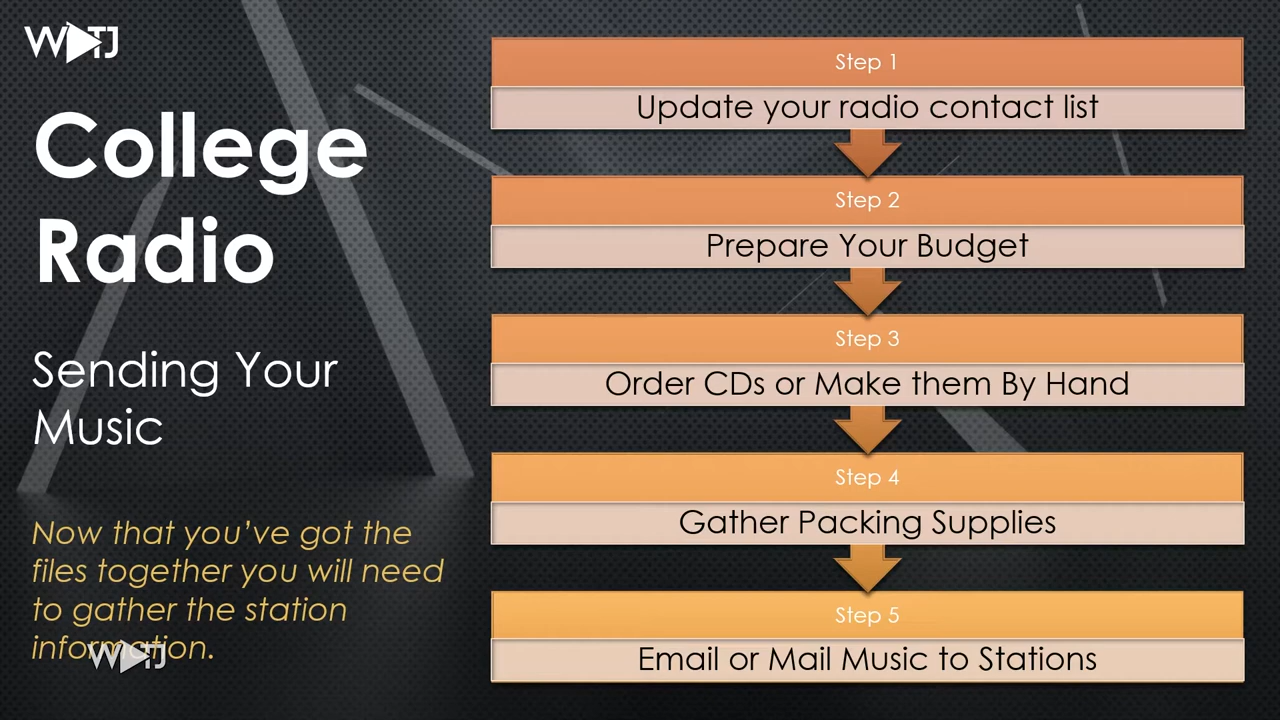 W TJ
College
Radio
Sending Your
Music
Now that you've got the
files together you will need
to gather the station
information.
W TJ
Step 1
Update your radio contact list
Step 2
Prepare Your Budget
Step 3
Order CDs or Make them By Hand
Step 4
Gather Packing Supplies
Step 5
Email or Mail Music to Stations